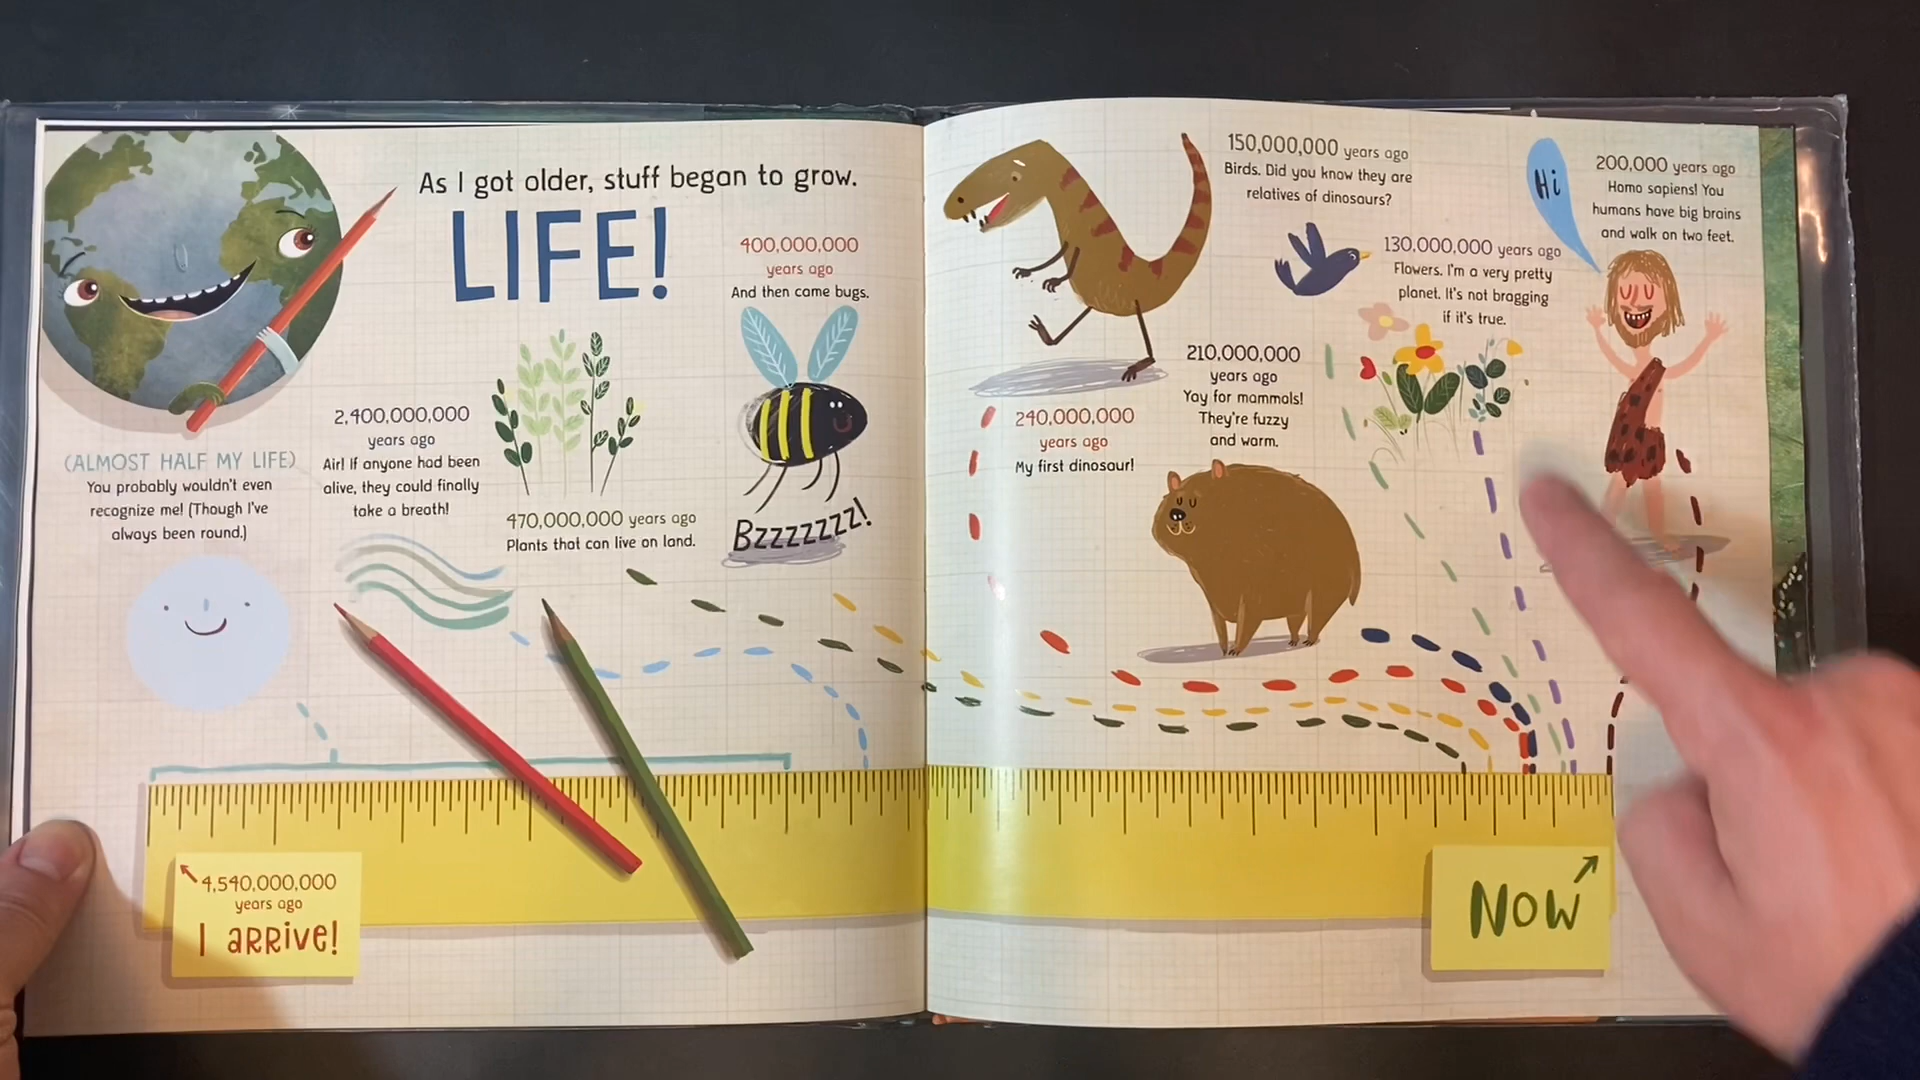 As I got older, stuff began to grow.
LIFE!
(ALMOST HALF MY LIFE)
You probably wouldn't even
recognize me! (Though I've
always been round.)
2,400,000,000
years ago
Air! If anyone had been
alive, they could finally
take a breath!
470,000,000 years ago
Plants that can live on land.
400,000,000
years ago
And then came bugs.
Bzzzzzzz!
4,540,000,000
years ago
I ARRIVE!
240,000,000
years ago
My first dinosaur!
210,000,000
years ago
Yay for mammals!
They're fuzzy
and warm.
150,000,000 years ago
Birds. Did you know they are
relatives of dinosaurs?
130,000,000 years ago
Flowers. I'm a very pretty
planet. It's not bragging
if it's true.
Hi
200,000 years ago
Homo sapiens! You
humans have big brains
and walk on two feet.
NOW